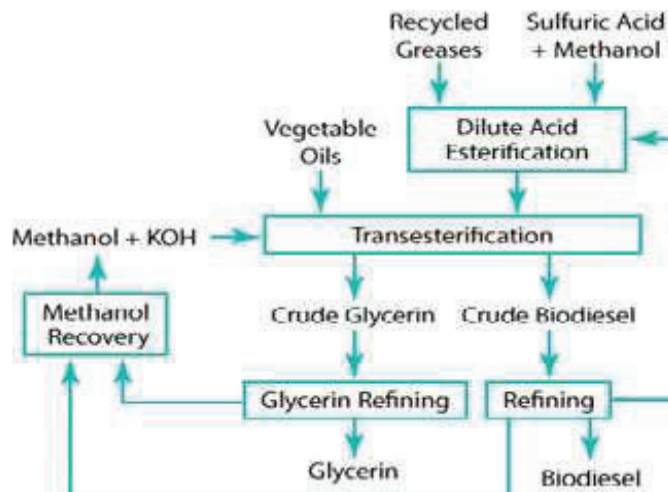 Recycled
Greases
Sulfuric Acid
+ Methanol
Vegetable
Oils
Dilute Acid
Esterification
Methanol + KOH
Transesterification
Methanol
Recovery
Crude Glycerin
Crude Biodiesel
Glycerin Refining
Refining
Glycerin
Biodiesel